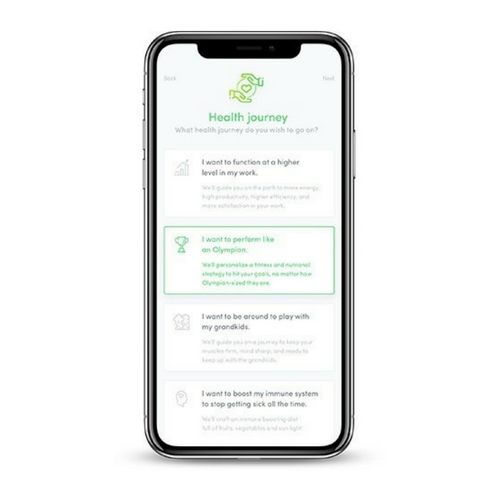 Back
Next
Health journey
What health journey do you wish to go on?
I want to function at a higher
level in my work.
We'll guide you on the path to more energy,
high productivity, higher efficiency, and
more satisfaction in your work.
I want to perform like
an Olympian.
We'll personalize a fitness and nutrional
strategy to hit your goals, no matter how
Olympian-sized they are.
I want to be around to play with
my grandkids.
We'll guide you on a journey to keep your
muscles firm, mind sharp, and ready to
keep up with the grandkids.
I want to boost my immune system
to stop getting sick all the time.
We'll craft an immune boosting diet
full of fruits, vegetables and sun light